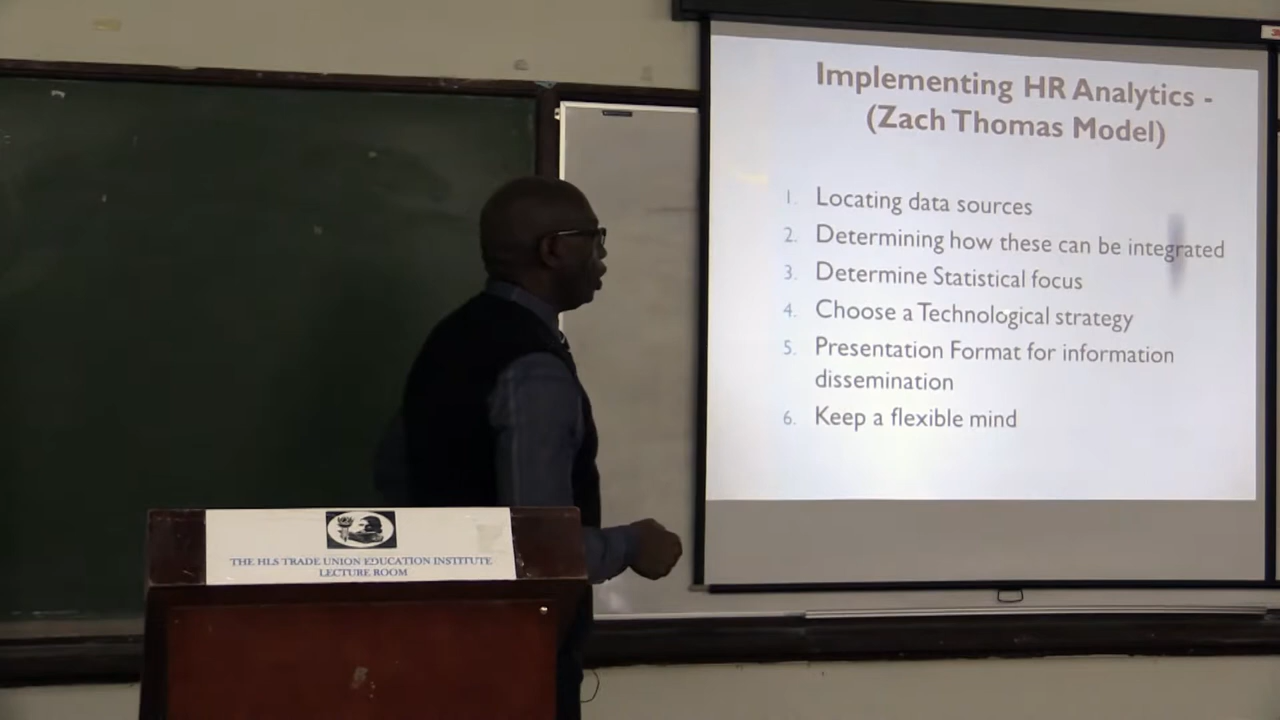 Implementing HR Analytics -
(Zach Thomas Model)
1. Locating data sources
2. Determining how these can be integrated
3. Determine Statistical focus
4. Choose a Technological strategy
5. Presentation Format for information
dissemination
6. Keep a flexible mind
THE HLS TRADE UNION EDUCATION INSTITUTE
LECTURE ROOM